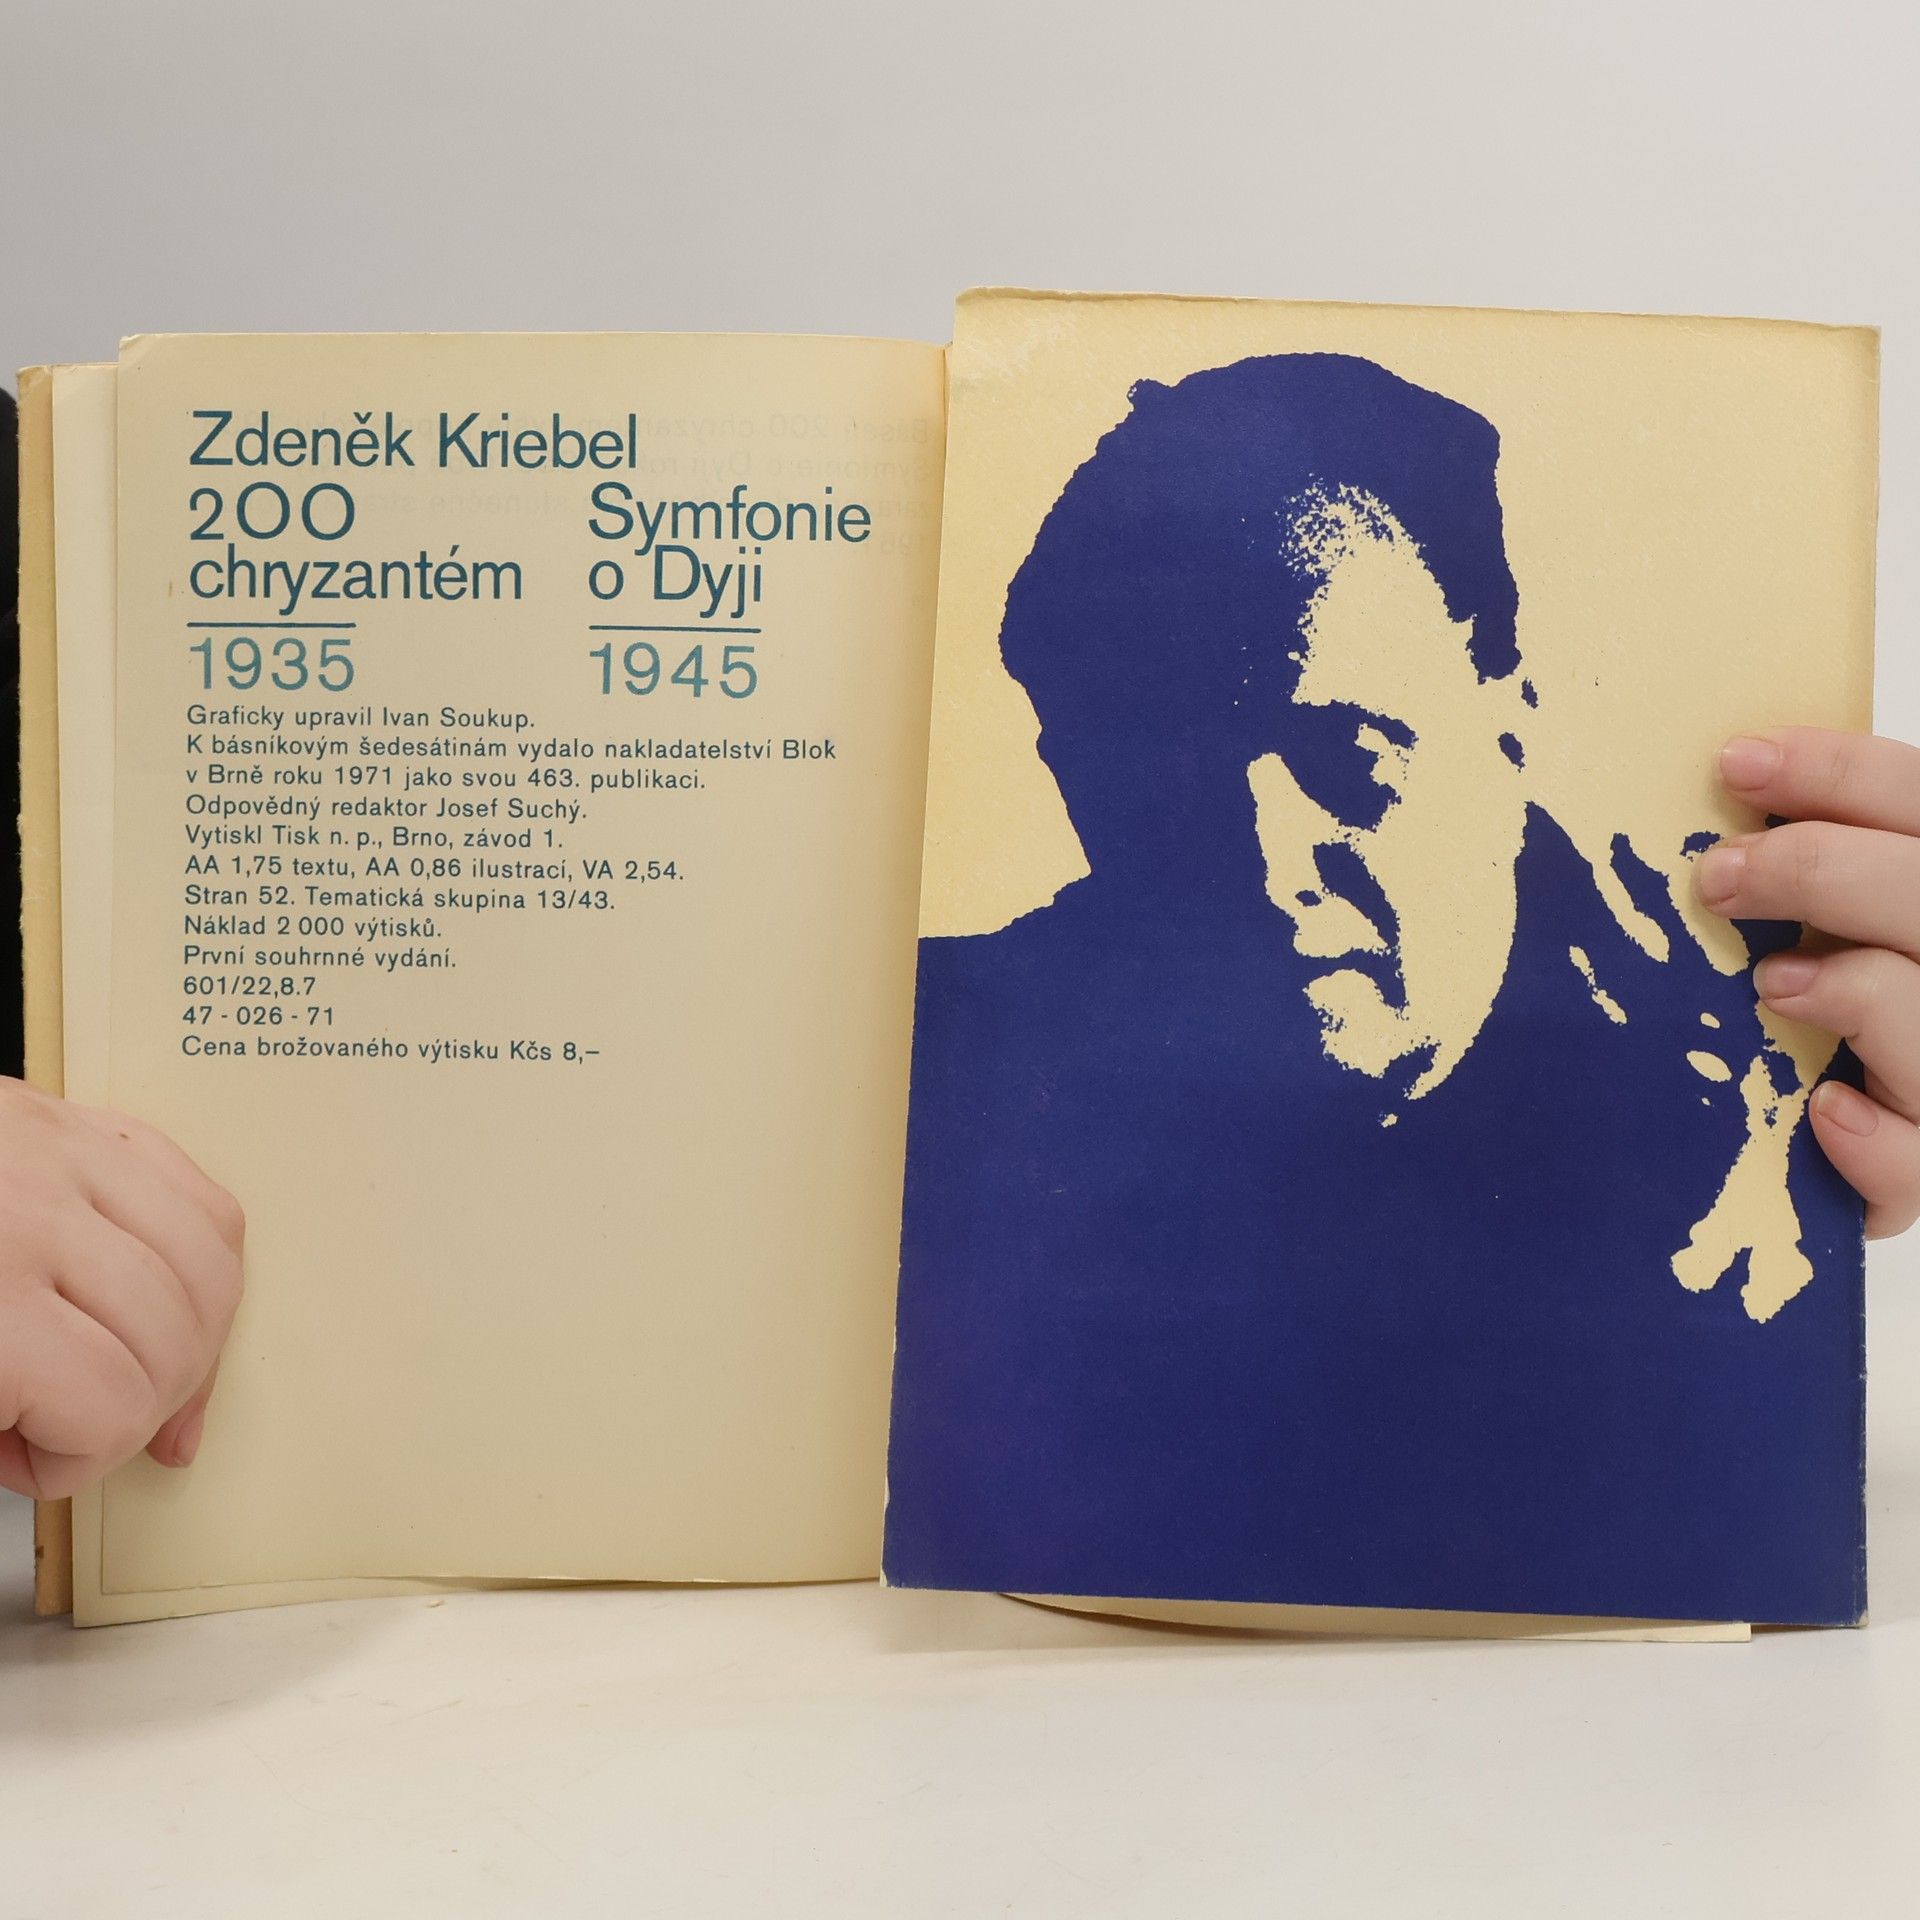 Zdeněk Kriebel
200 chryzantém
1935
Symfonie o Dyji
1945
Graficky upravil Ivan Soukup.
K básníkovým šedesátinám vydalo nakladatelství Blok
v Brně roku 1971 jako svou 463. publikaci.
Odpovědný redaktor Josef Suchý.
Vytiskl Tisk n. p., Brno, závod 1.
AA 1,75 textu, AA 0,86 ilustrací, VA 2,54.
Stran 52. Tematická skupina 13/43.
Náklad 2 000 výtisků.
První souhrnné vydání.
601/22,8.7
47 - 026 - 71
Cena brožovaného výtisku Kčs 8,–